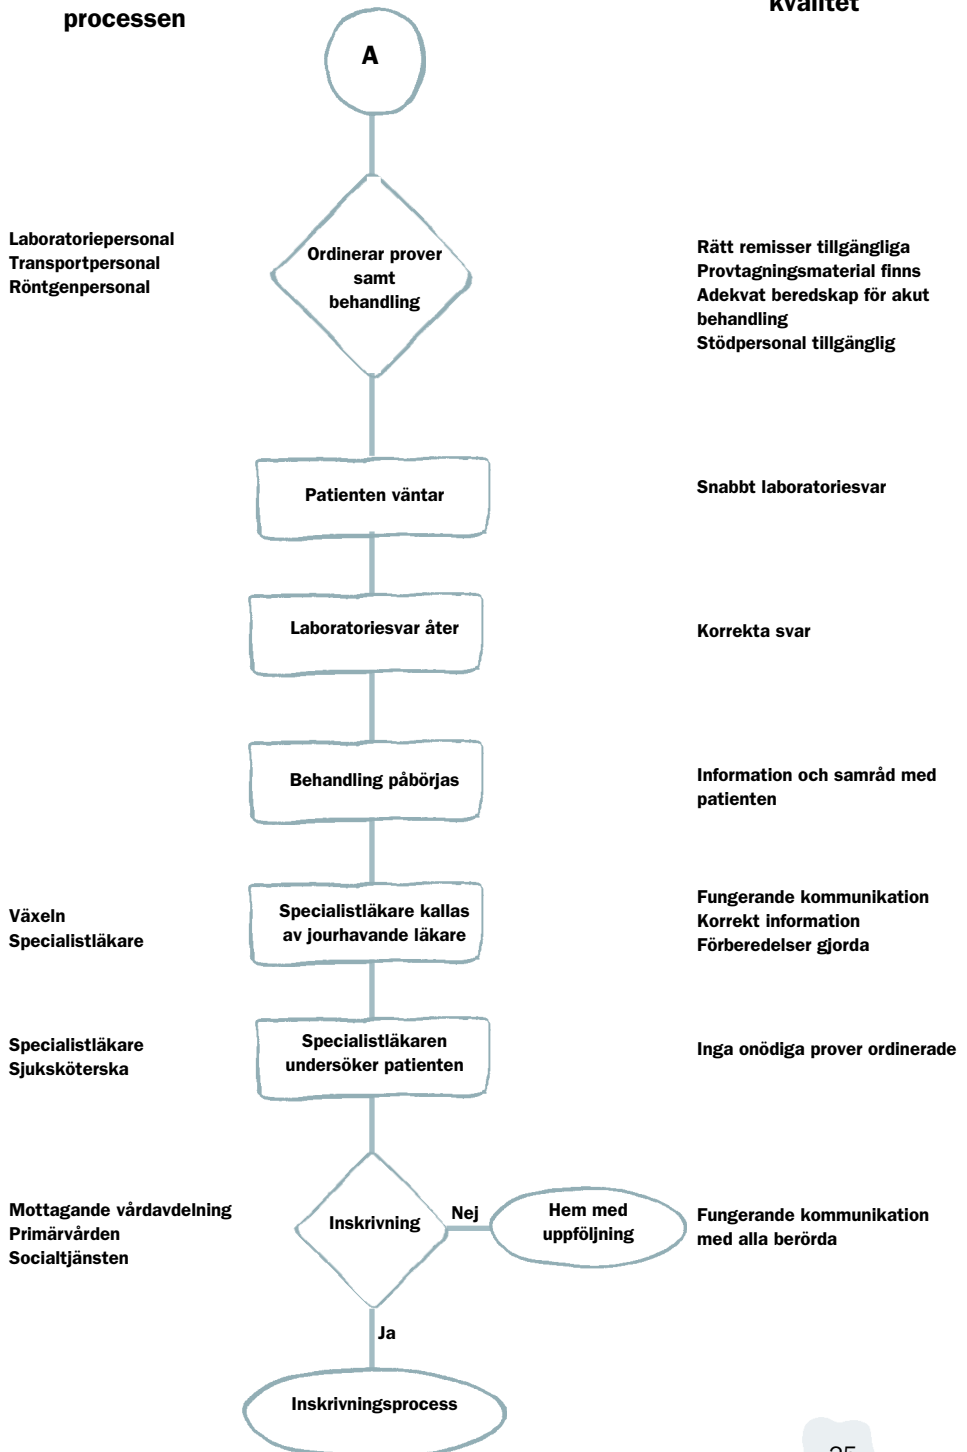 processen
kvalitet
A
Laboratoriepersonal
Transportpersonal
Röntgenpersonal
Ordinerar prover
samt
behandling
Rätt remisser tillgängliga
Provtagningsmaterial finns
Adekvat beredskap för akut
behandling
Stödpersonal tillgänglig
Patienten väntar
Snabbt laboratoriesvar
Laboratoriesvar åter
Korrekta svar
Behandling påbörjas
Information och samråd med
patienten
Växeln
Specialistläkare
Specialistläkare kallas
av jourhavande läkare
Fungerande kommunikation
Korrekt information
Förberedelser gjorda
Specialistläkare
Sjuksköterska
Specialistläkaren
undersöker patienten
Inga onödiga prover ordinerade
Mottagande vårdavdelning
Primärvården
Socialtjänsten
Inskrivning
Nej
Hem med
uppföljning
Fungerande kommunikation
med alla berörda
Ja
Inskrivningsprocess